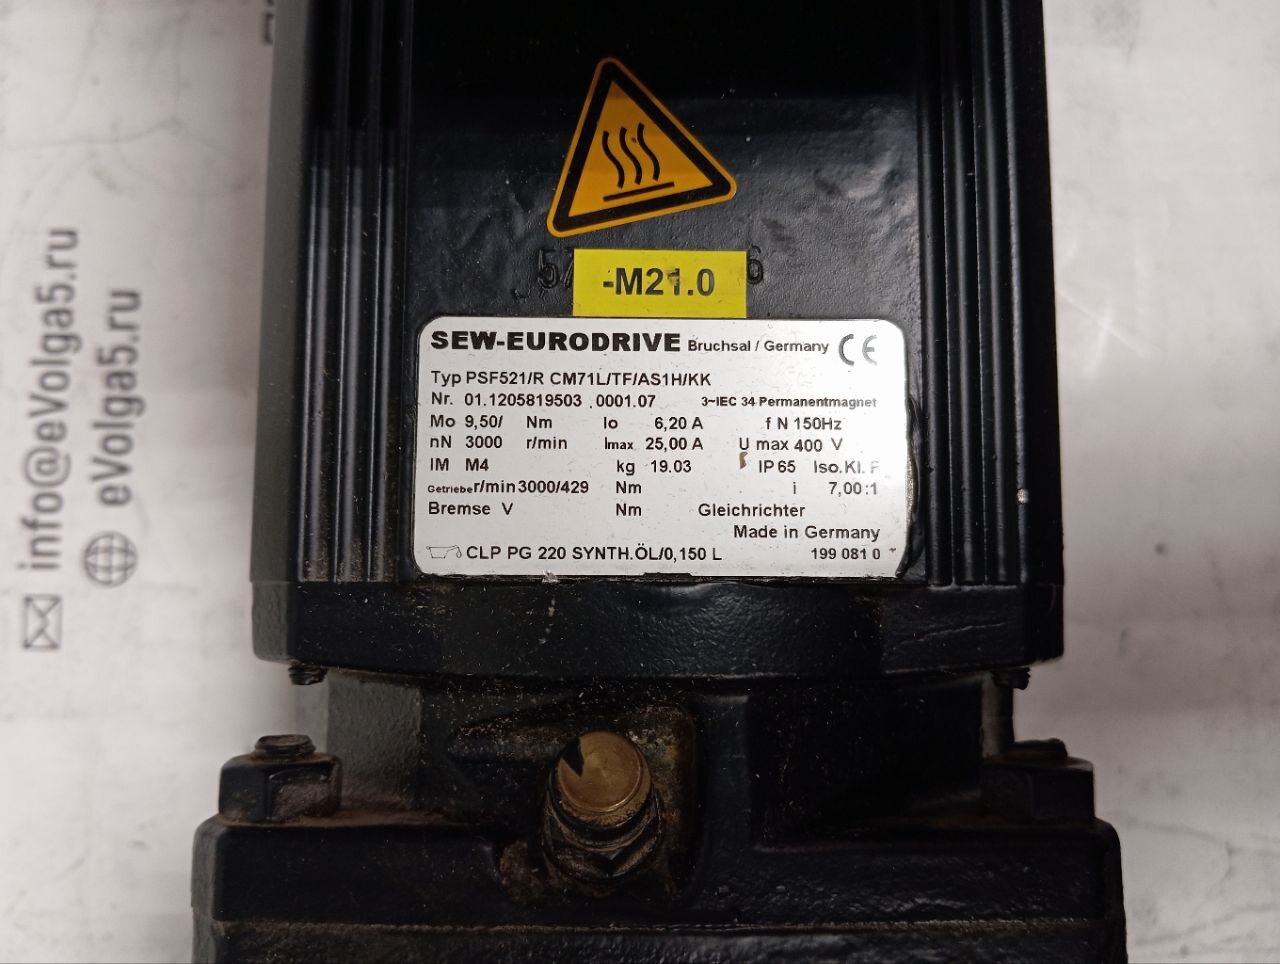 -M21.0
SEW-EURODRIVE Bruchsal / Germany CE
Typ PSF521/R CM71L/TF/AS1H/KK
Nr. 01.1205819503 .0001.07 3~IEC 34 Permanentmagnet
Mo 9,50/ Nm Io 6,20 A f N 150Hz
nN 3000 r/min Imax 25,00 A U max 400 V
IM M4 kg 19.03 IP 65 Iso.Kl. F
Getriebe r/min 3000/429 Nm i 7,00:1
Bremse V Nm Gleichrichter
Made in Germany
CLP PG 220 SYNTH.ÖL/0,150 L 199 081 0
info@eVolga5.ru
eVolga5.ru